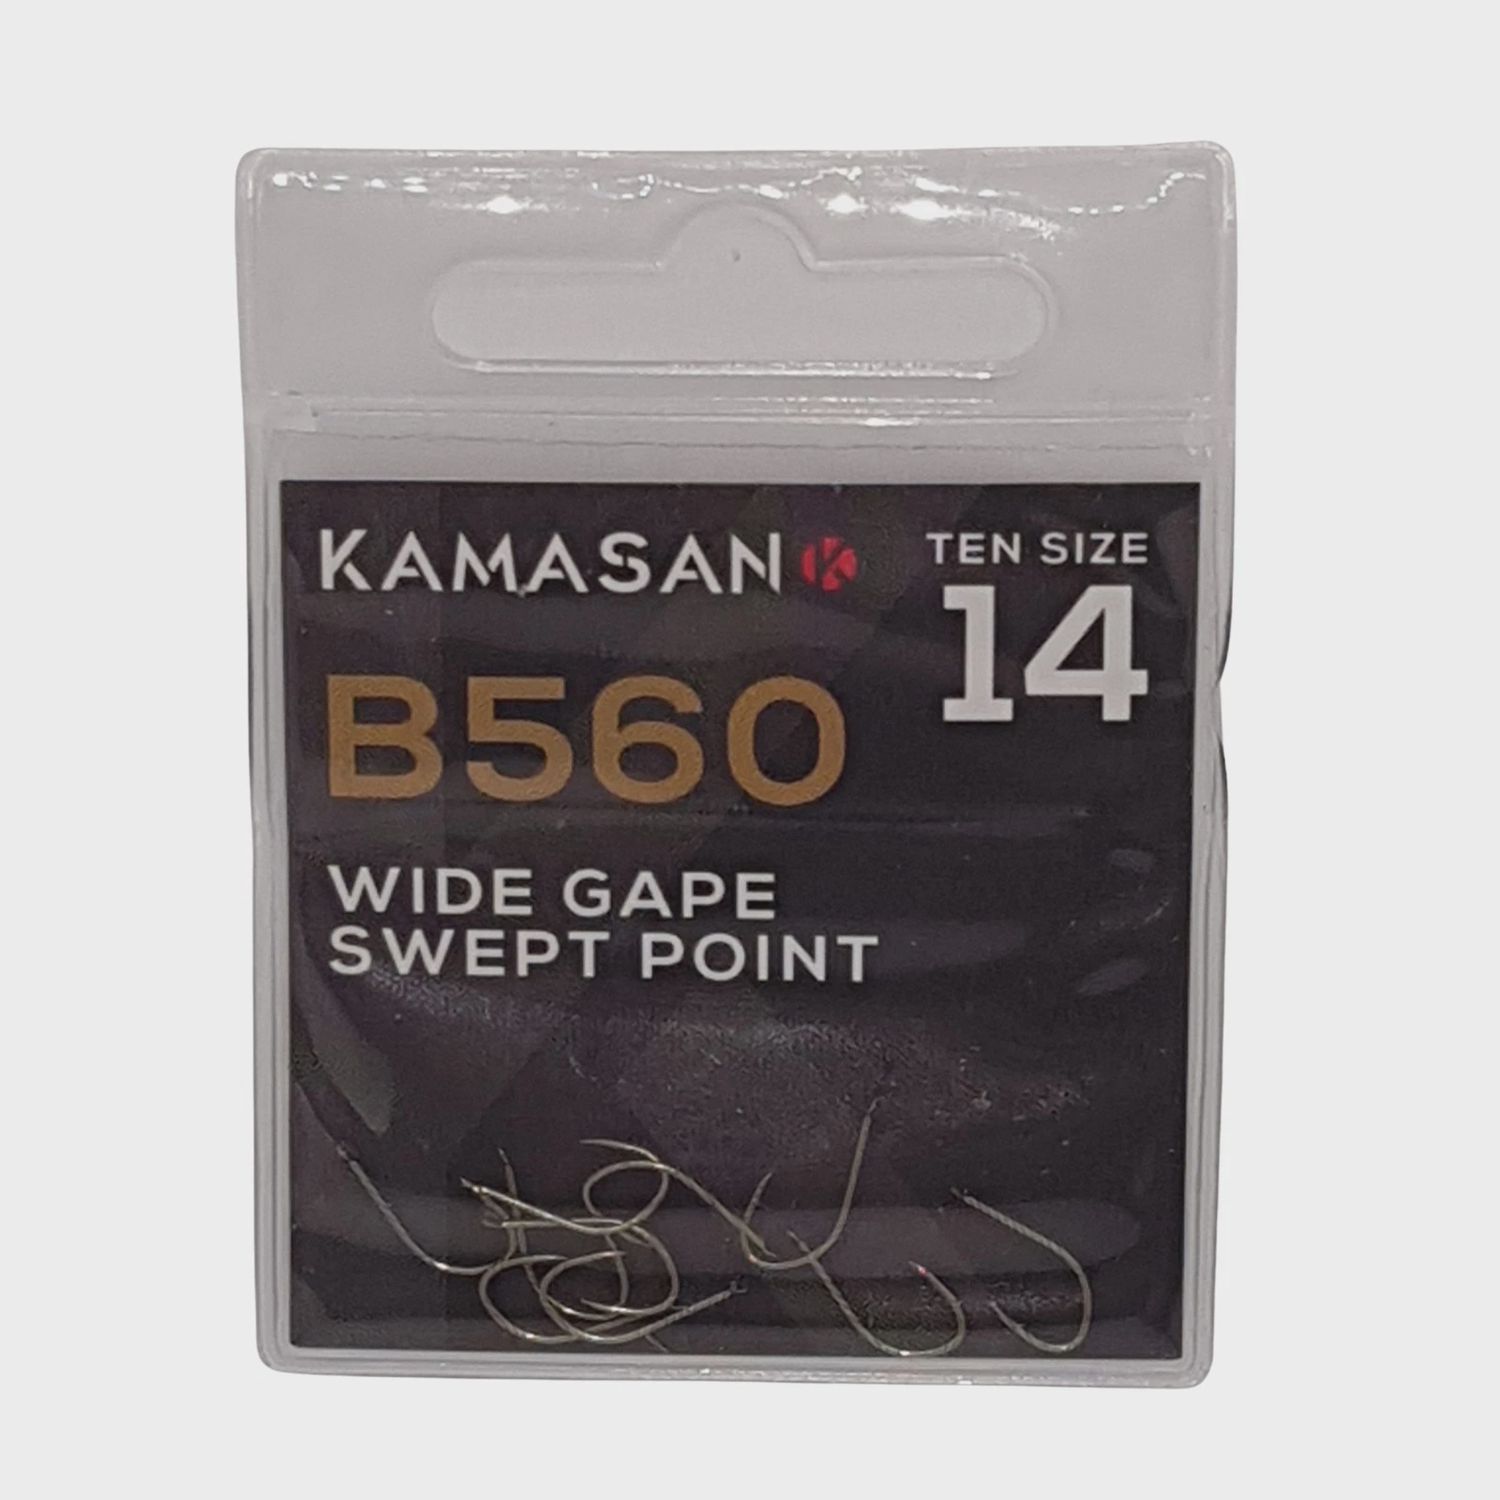 KAMASAN K
TEN SIZE
14
B560
WIDE GAPE
SWEPT POINT